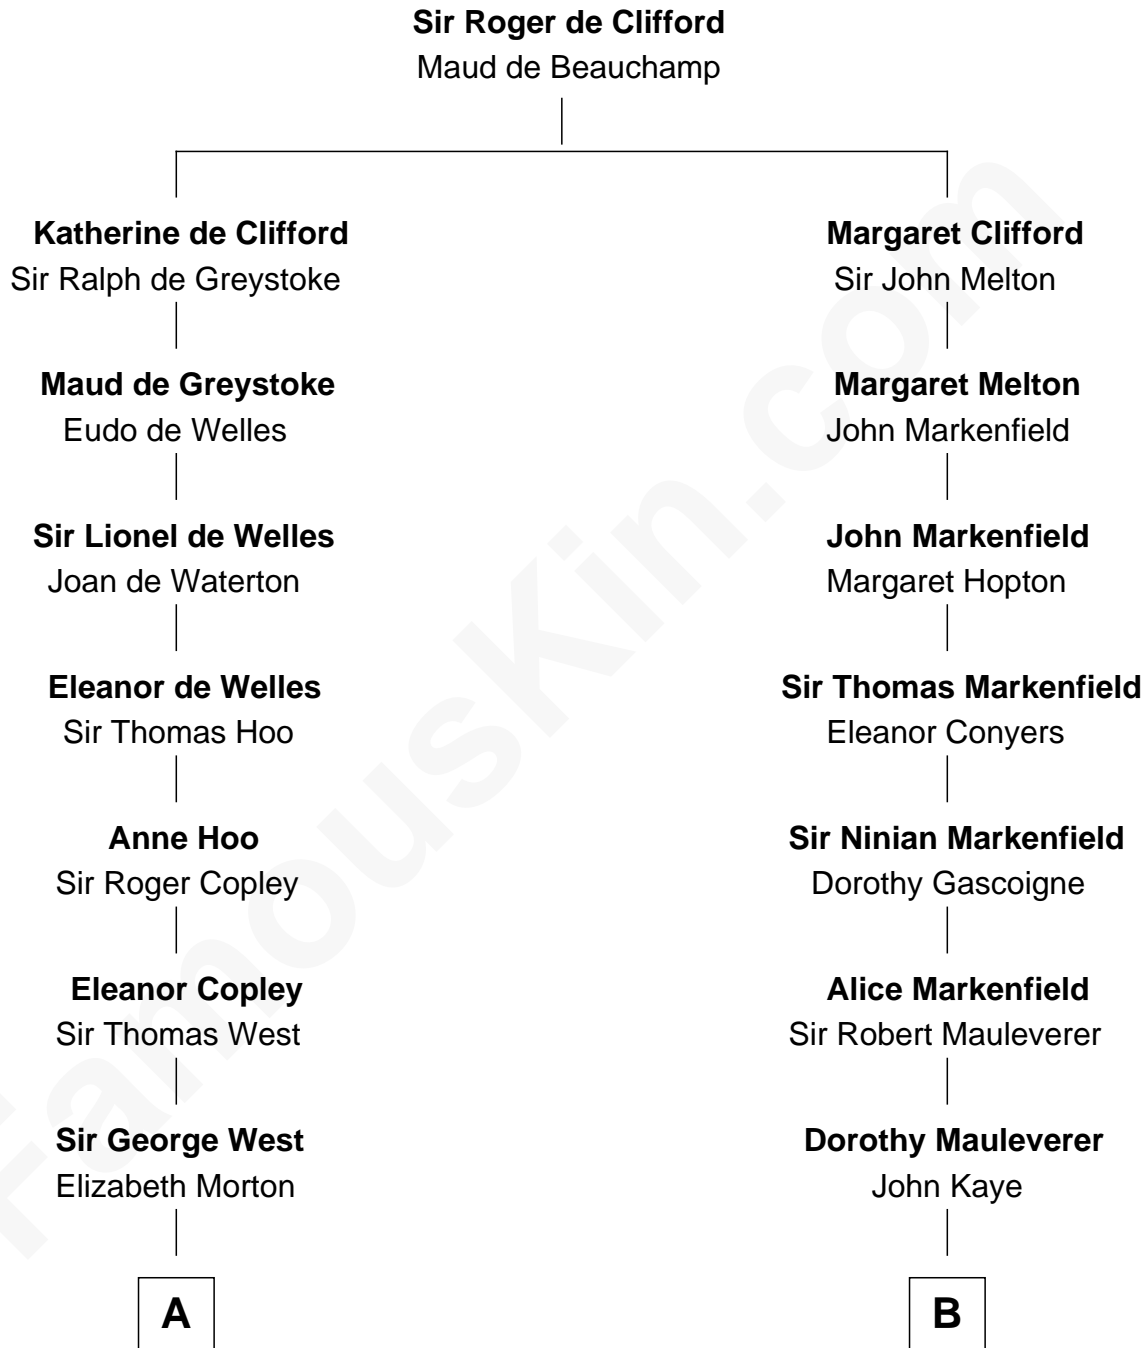 Sir Roger de Clifford
Maud de Beauchamp
Katherine de Clifford
Sir Ralph de Greystoke
Margaret Clifford
Sir John Melton
Maud de Greystoke
Eudo de Welles
Margaret Melton
John Markenfield
Sir Lionel de Welles
Joan de Waterton
John Markenfield
Margaret Hopton
Eleanor de Welles
Sir Thomas Hoo
Sir Thomas Markenfield
Eleanor Conyers
Anne Hoo
Sir Roger Copley
Sir Ninian Markenfield
Dorothy Gascoigne
Eleanor Copley
Sir Thomas West
Alice Markenfield
Sir Robert Mauleverer
Sir George West
Elizabeth Morton
Dorothy Mauleverer
John Kaye
A
B
FamousKin.com